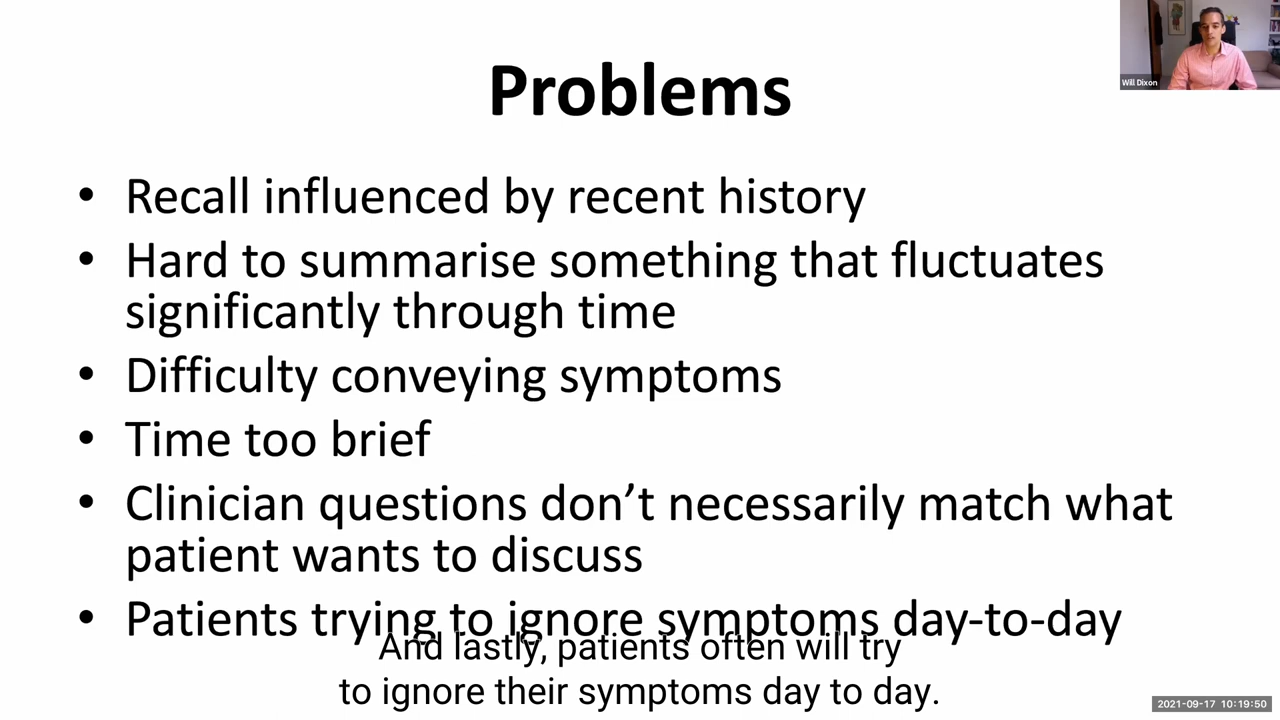 Problems
Will Dixon
• Recall influenced by recent history
• Hard to summarise something that fluctuates
significantly through time
• Difficulty conveying symptoms
• Time too brief
• Clinician questions don’t necessarily match what
patient wants to discuss
• Patients trying to ignore symptoms day-to-day
And lastly, patients often will try
to ignore their symptoms day to day.
2021-09-17 10:19:50